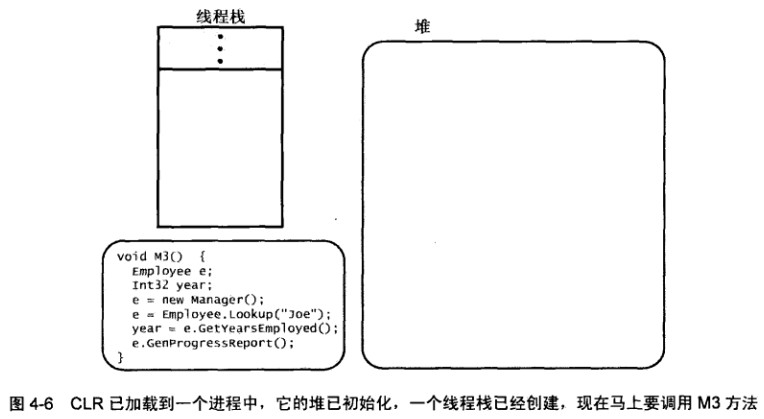 线程栈
堆
void M3() {
Employee e;
Int32 year;
e = new Manager();
e = Employee.Lookup("Joe");
year = e.GetYearsEmployed();
e.GenProgressReport();
}
图 4-6 CLR 已加载到一个进程中，它的堆已初始化，一个线程栈已经创建，现在马上要调用 M3 方法